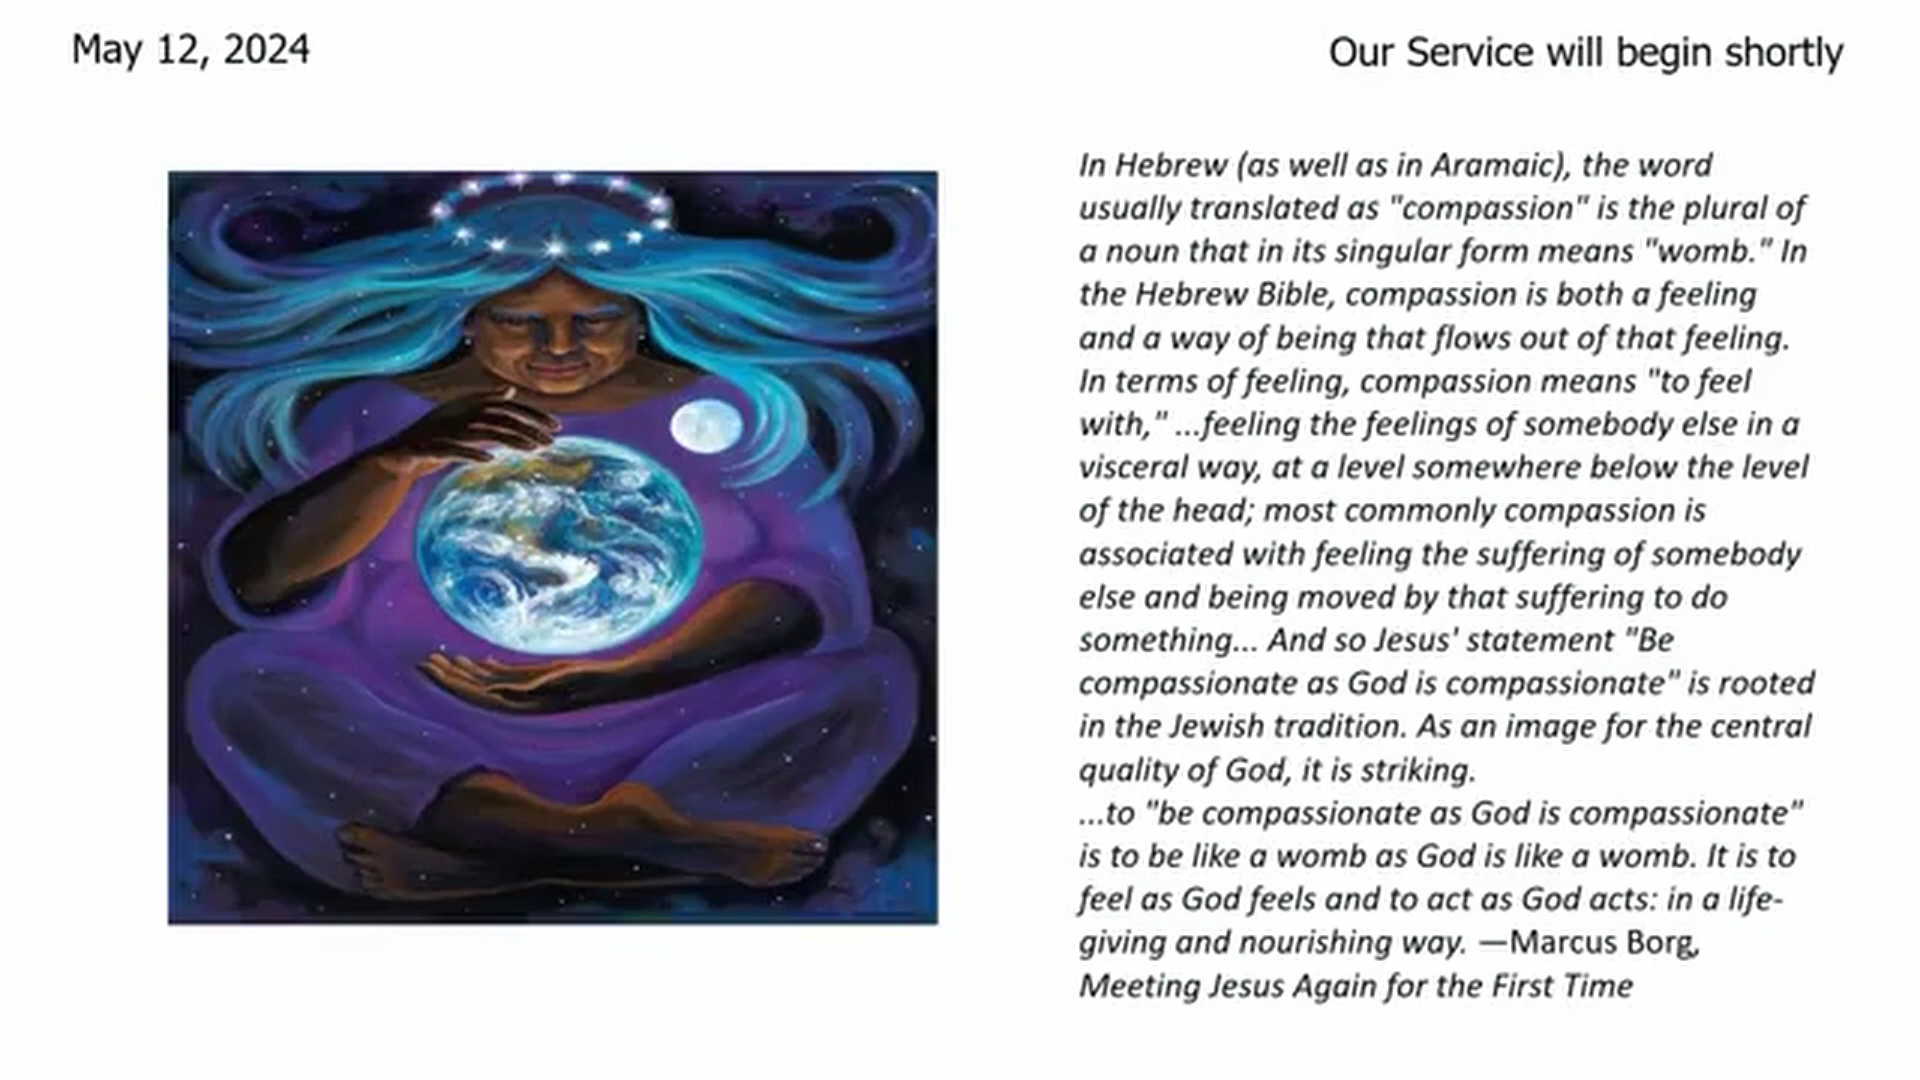 May 12, 2024
Our Service will begin shortly
In Hebrew (as well as in Aramaic), the word
usually translated as "compassion" is the plural of
a noun that in its singular form means "womb." In
the Hebrew Bible, compassion is both a feeling
and a way of being that flows out of that feeling.
In terms of feeling, compassion means "to feel
with," ...feeling the feelings of somebody else in a
visceral way, at a level somewhere below the level
of the head; most commonly compassion is
associated with feeling the suffering of somebody
else and being moved by that suffering to do
something... And so Jesus' statement "Be
compassionate as God is compassionate" is rooted
in the Jewish tradition. As an image for the central
quality of God, it is striking.
...to "be compassionate as God is compassionate"
is to be like a womb as God is like a womb. It is to
feel as God feels and to act as God acts: in a life-
giving and nourishing way. —Marcus Borg,
Meeting Jesus Again for the First Time